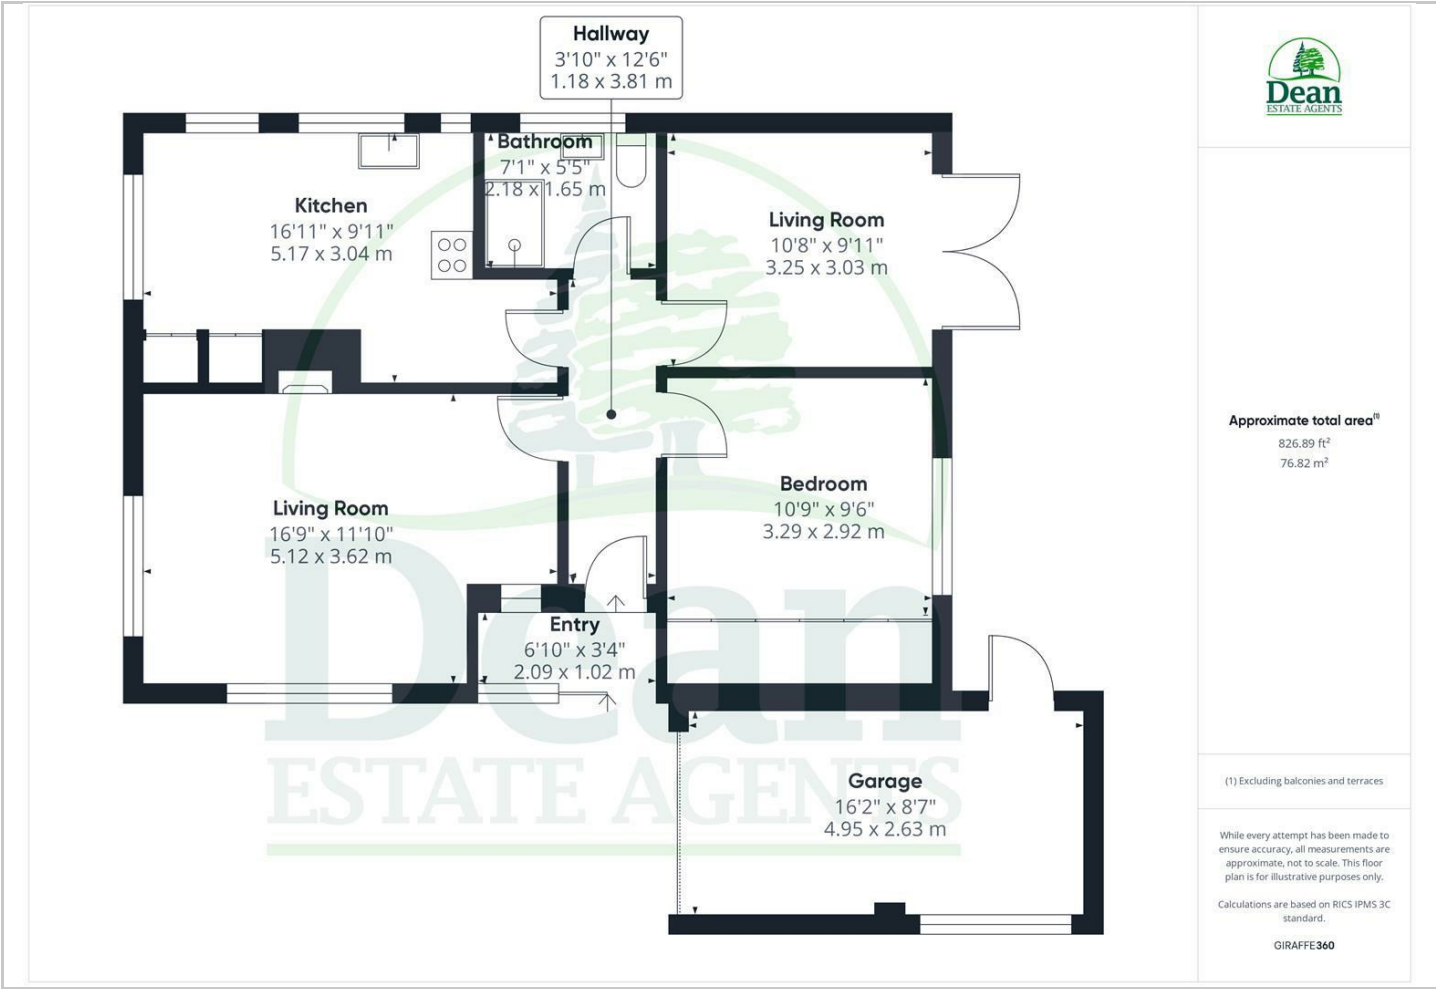 Hallway
3'10" x 12'6"
1.18 x 3.81 m
Bathroom
7'1" x 5'5"
2.18 x 1.65 m
Kitchen
16'11" x 9'11"
5.17 x 3.04 m
Living Room
10'8" x 9'11"
3.25 x 3.03 m
Living Room
16'9" x 11'10"
5.12 x 3.62 m
Bedroom
10'9" x 9'6"
3.29 x 2.92 m
Entry
6'10" x 3'4"
2.09 x 1.02 m
Garage
16'2" x 8'7"
4.95 x 2.63 m
Dean
ESTATE AGENTS
Dean
ESTATE AGENTS
Approximate total area(1)
826.89 ft²
76.82 m²
(1) Excluding balconies and terraces
While every attempt has been made to
ensure accuracy, all measurements are
approximate, not to scale. This floor
plan is for illustrative purposes only.
Calculations are based on RICS IPMS 3C
standard.
GIRAFFE360